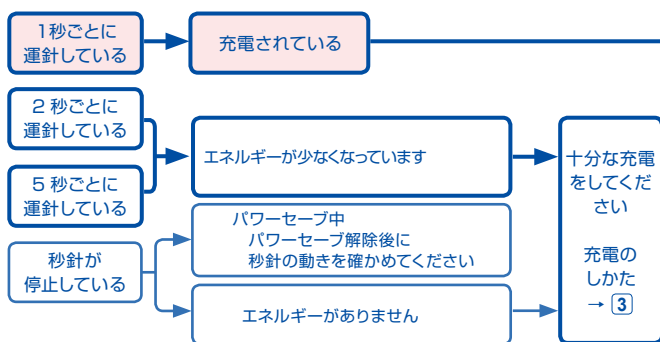 1秒ごとに
運針している
充電されている
2 秒ごとに
運針している
5 秒ごとに
運針している
エネルギーが少なくなっています
十分な充電
をしてくだ
さい
充電の
しかた
→ 3
秒針が
停止している
パワーセーブ中
パワーセーブ解除後に
秒針の動きを確かめてください
エネルギーがありません